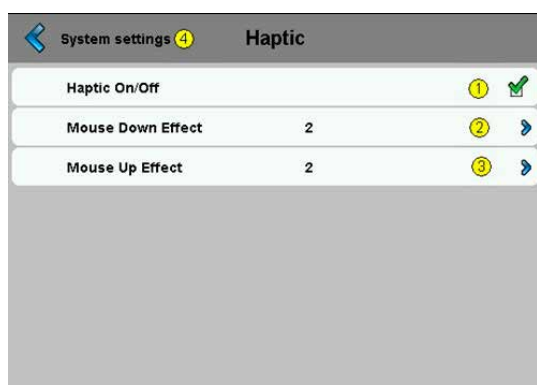 System settings 4 Haptic
Haptic On/Off 1
Mouse Down Effect 2 2
Mouse Up Effect 2 3